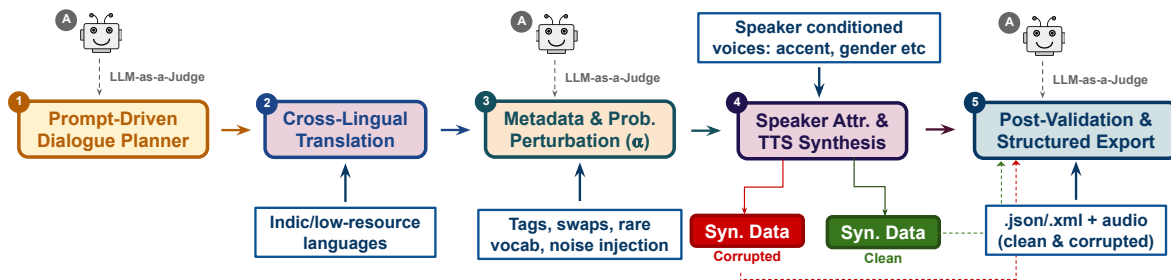 A
LLM-as-a-Judge
1
Prompt-Driven
Dialogue Planner
2
Cross-Lingual
Translation
Indic/low-resource
languages
A
LLM-as-a-Judge
3
Metadata & Prob.
Perturbation (α)
Tags, swaps, rare
vocab, noise injection
Speaker conditioned
voices: accent, gender etc
4
Speaker Attr. &
TTS Synthesis
Syn. Data
Corrupted
Syn. Data
Clean
A
LLM-as-a-Judge
5
Post-Validation &
Structured Export
.json/.xml + audio
(clean & corrupted)